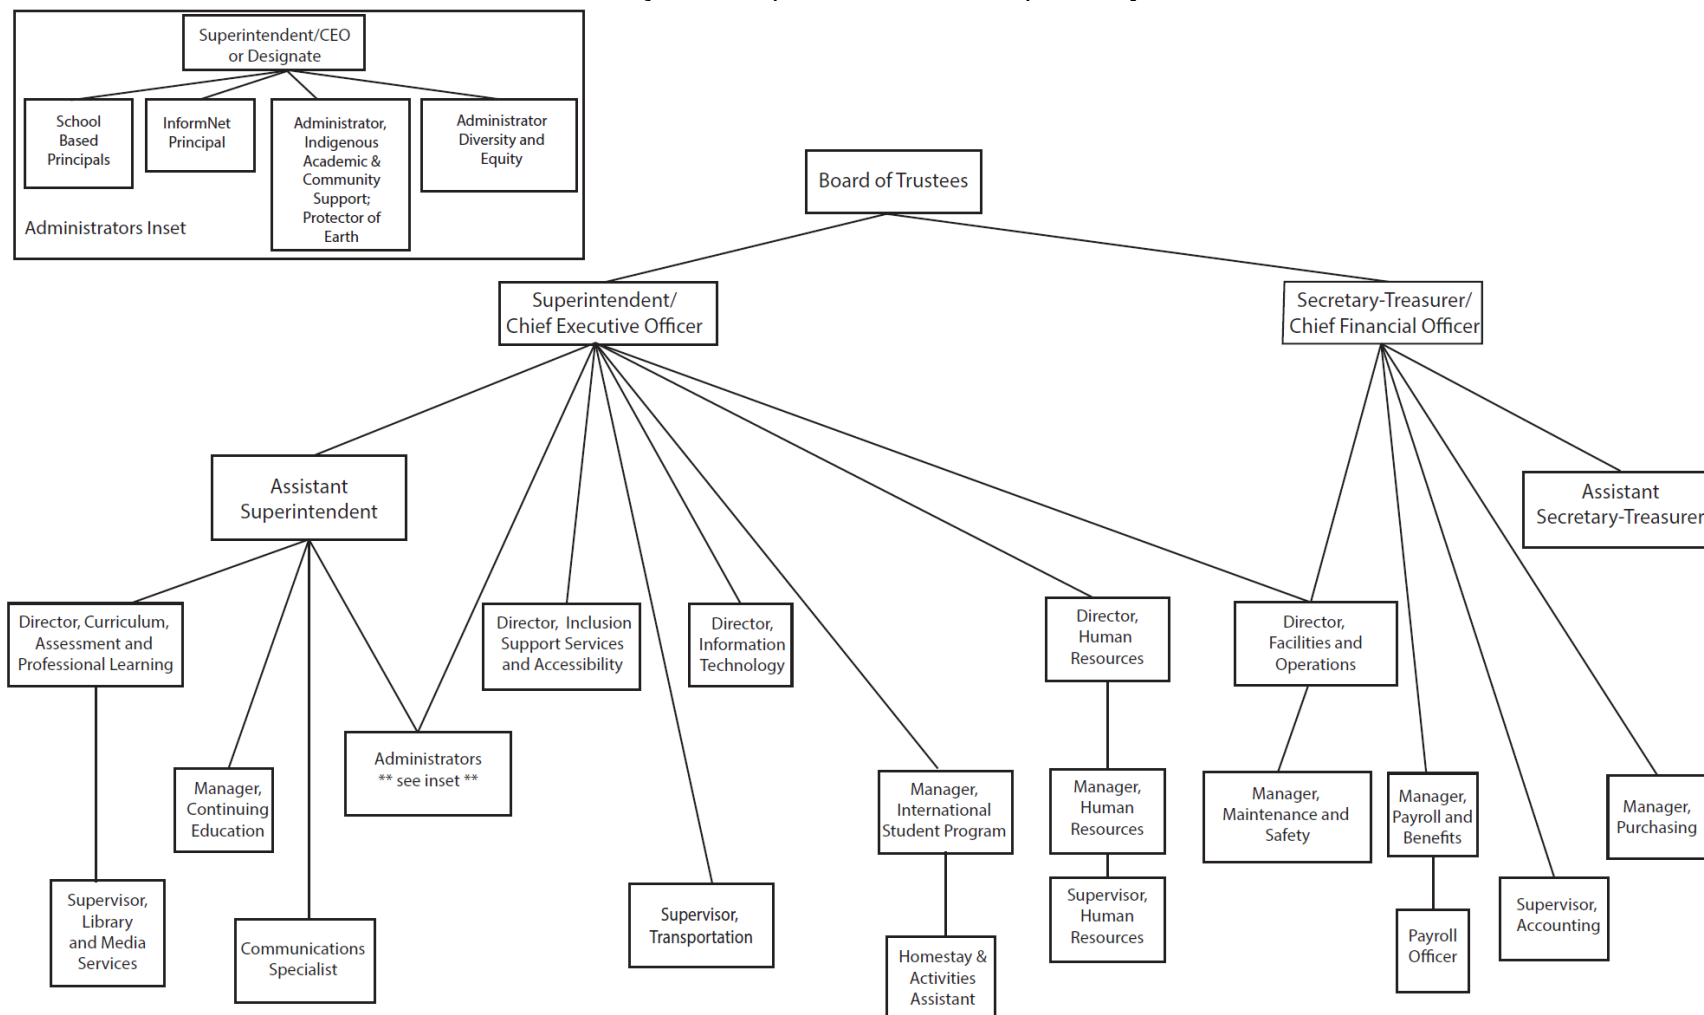 Superintendent/CEO
or Designate
School
Based
Principals
InformNet
Principal
Administrator,
Indigenous
Academic &
Community
Support;
Protector of
Earth
Administrator
Diversity and
Equity
Administrators Inset
Board of Trustees
Superintendent/
Chief Executive Officer
Secretary-Treasurer/
Chief Financial Officer
Assistant
Superintendent
Assistant
Secretary-Treasurer
Director, Curriculum,
Assessment and
Professional Learning
Director, Inclusion
Support Services
and Accessibility
Director,
Information
Technology
Director,
Human
Resources
Director,
Facilities and
Operations
Manager,
Continuing
Education
Administrators
** see inset **
Manager,
International
Student Program
Manager,
Human
Resources
Manager,
Maintenance and
Safety
Manager,
Payroll and
Benefits
Manager,
Purchasing
Supervisor,
Library
and Media
Services
Communications
Specialist
Supervisor,
Transportation
Homestay &
Activities
Assistant
Supervisor,
Human
Resources
Payroll
Officer
Supervisor,
Accounting